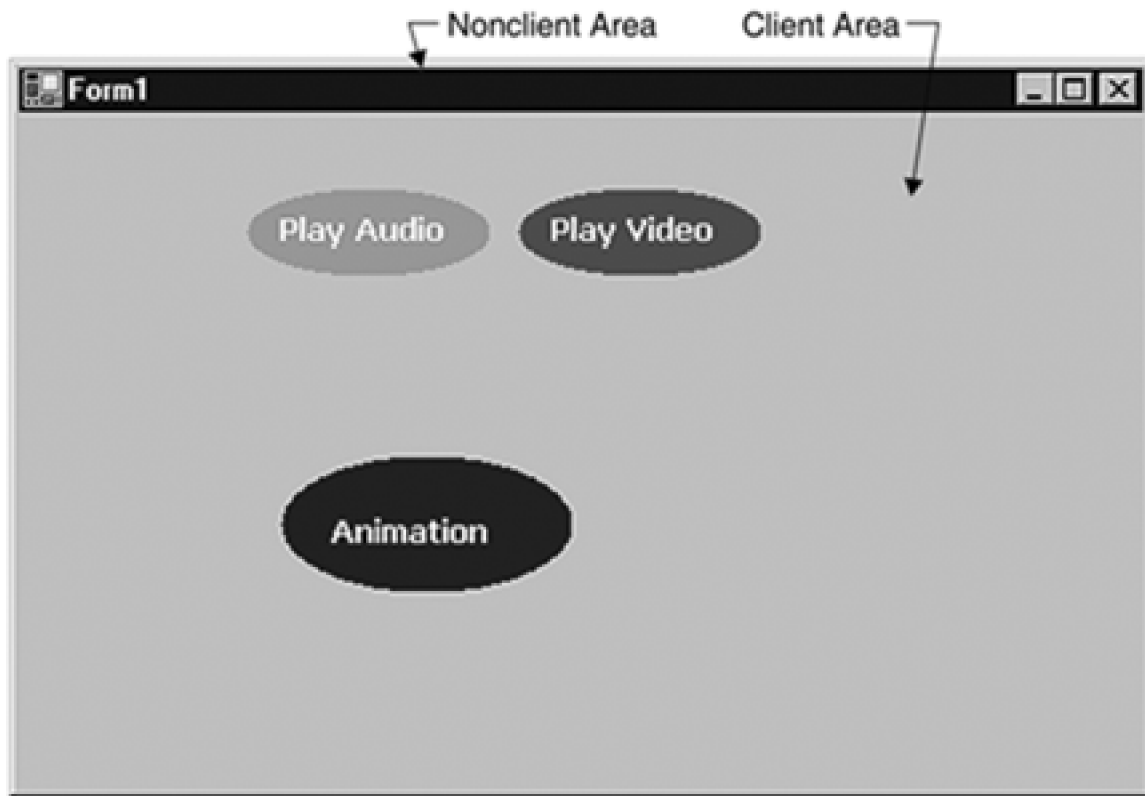 Nonclient Area
Client Area
Form1
Play Audio
Play Video
Animation